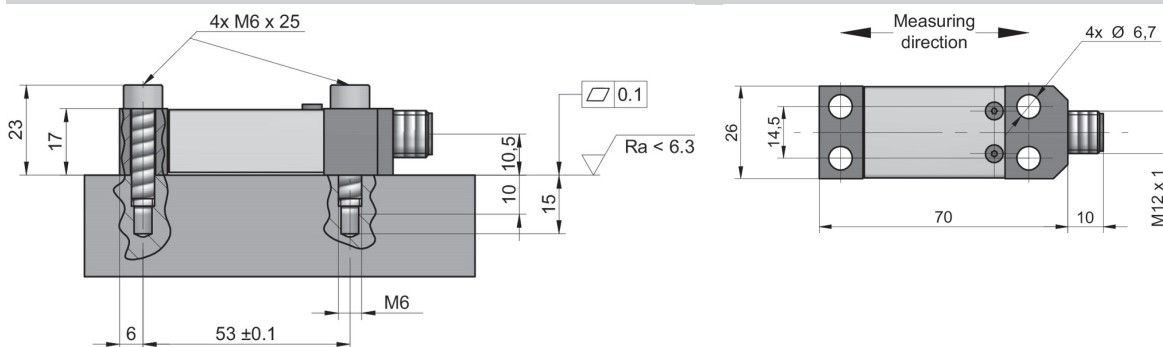 4x M6 x 25
23
17
10,5
10
15
0.1
Ra < 6.3
M6
6
53 ±0.1
Measuring
direction
4x Ø 6,7
26
14,5
70
10
M12 x 1